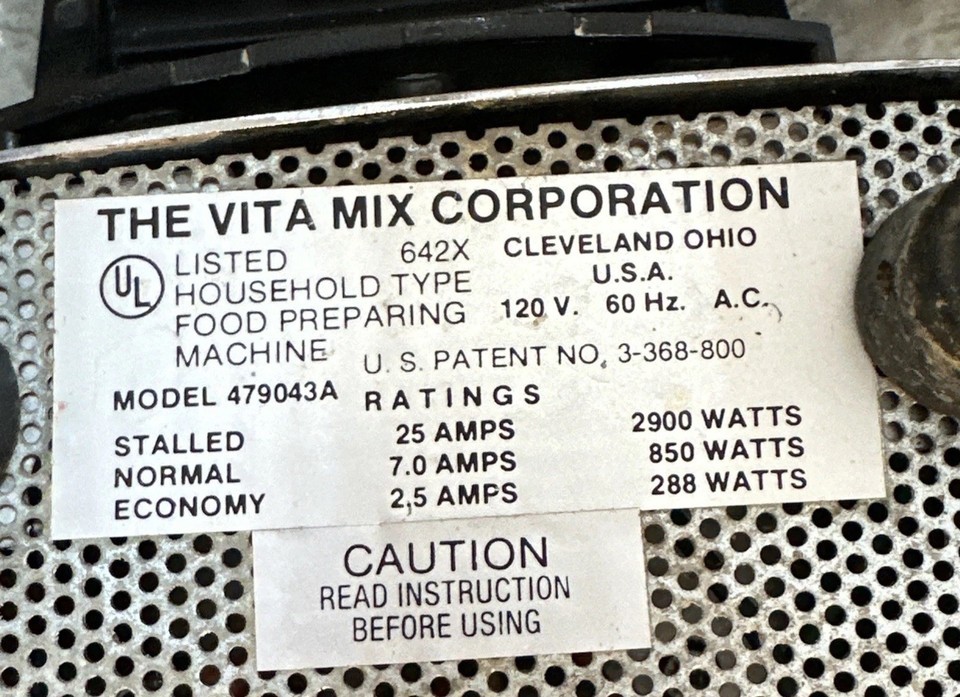 THE VITA MIX CORPORATION
UL LISTED 642X CLEVELAND OHIO
HOUSEHOLD TYPE U.S.A.
FOOD PREPARING 120 V. 60 Hz. A.C.
MACHINE U. S. PATENT NO. 3-368-800
MODEL 479043A RATINGS
STALLED 25 AMPS 2900 WATTS
NORMAL 7.0 AMPS 850 WATTS
ECONOMY 2,5 AMPS 288 WATTS
CAUTION
READ INSTRUCTION
BEFORE USING